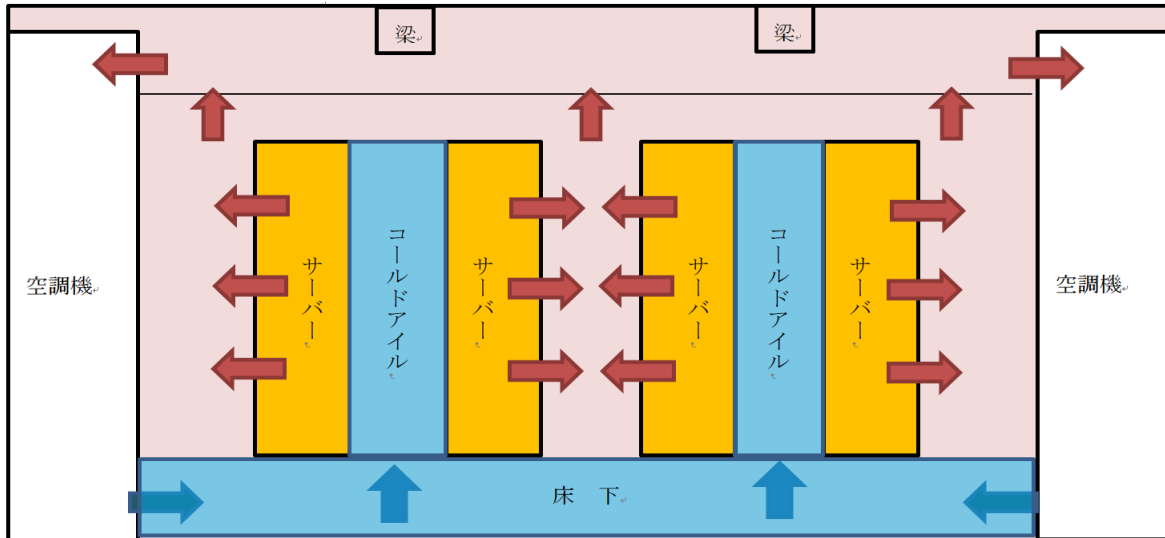 梁
梁
空調機
サーバー
コールドアイル
サーバー
サーバー
コールドアイル
サーバー
空調機
床　下